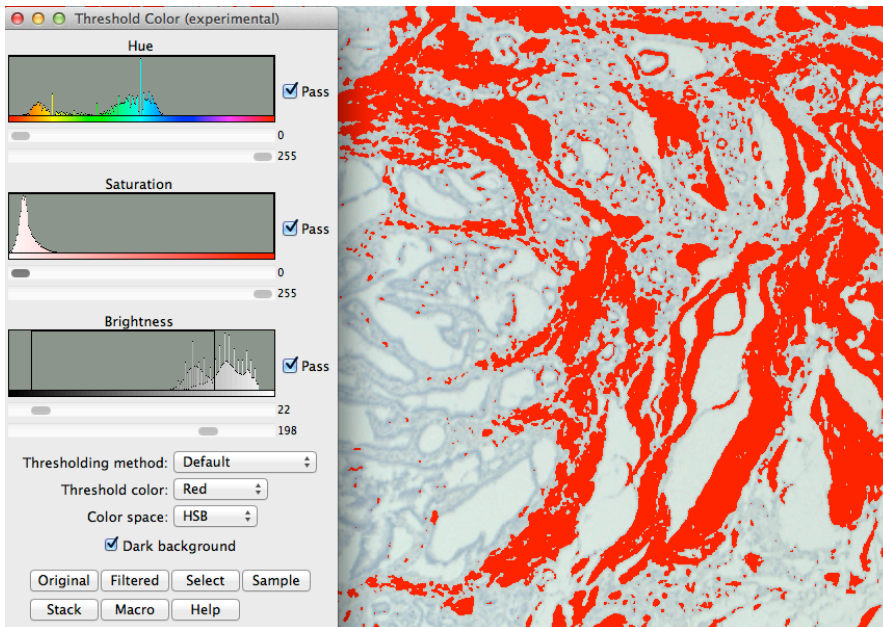 Threshold Color (experimental)
Hue
Pass
0
255
Saturation
Pass
0
255
Brightness
Pass
22
198
Thresholding method: Default
Threshold color: Red
Color space: HSB
Dark background
Original Filtered Select Sample
Stack Macro Help